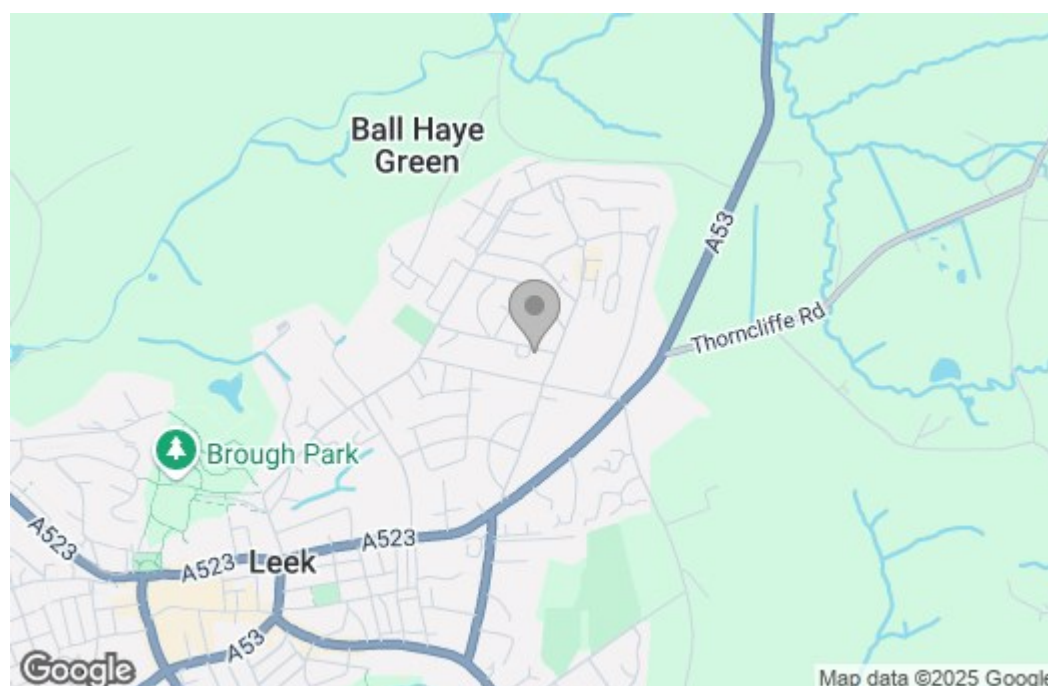 Ball Haye
Green
A53
Thorncliffe Rd
Brough Park
A523
A523
A523
Leek
A53
Google
Map data ©2025 Google